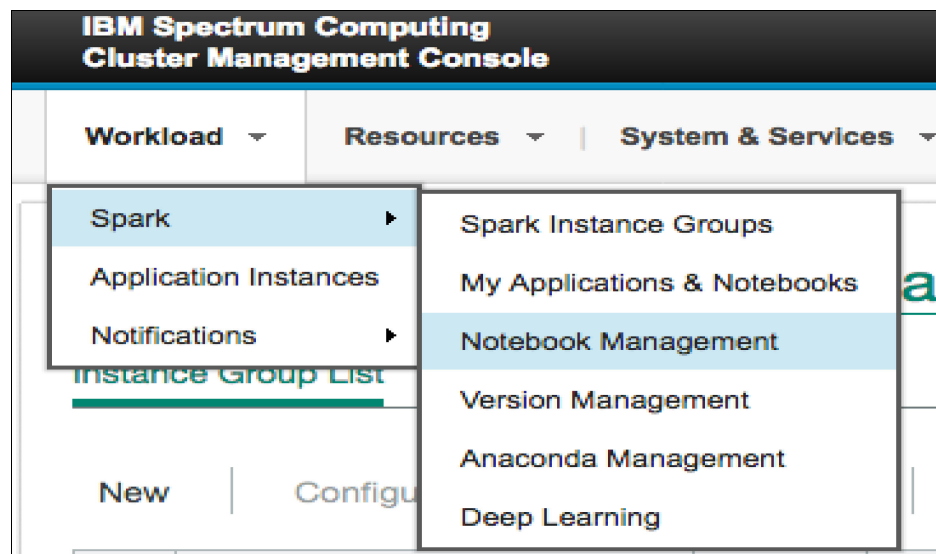 IBM Spectrum Computing
Cluster Management Console
Workload Resources | System & Services
Spark
Application Instances
Notifications
Spark Instance Groups
My Applications & Notebooks
Notebook Management
Version Management
Anaconda Management
Deep Learning
Instance Group List
New